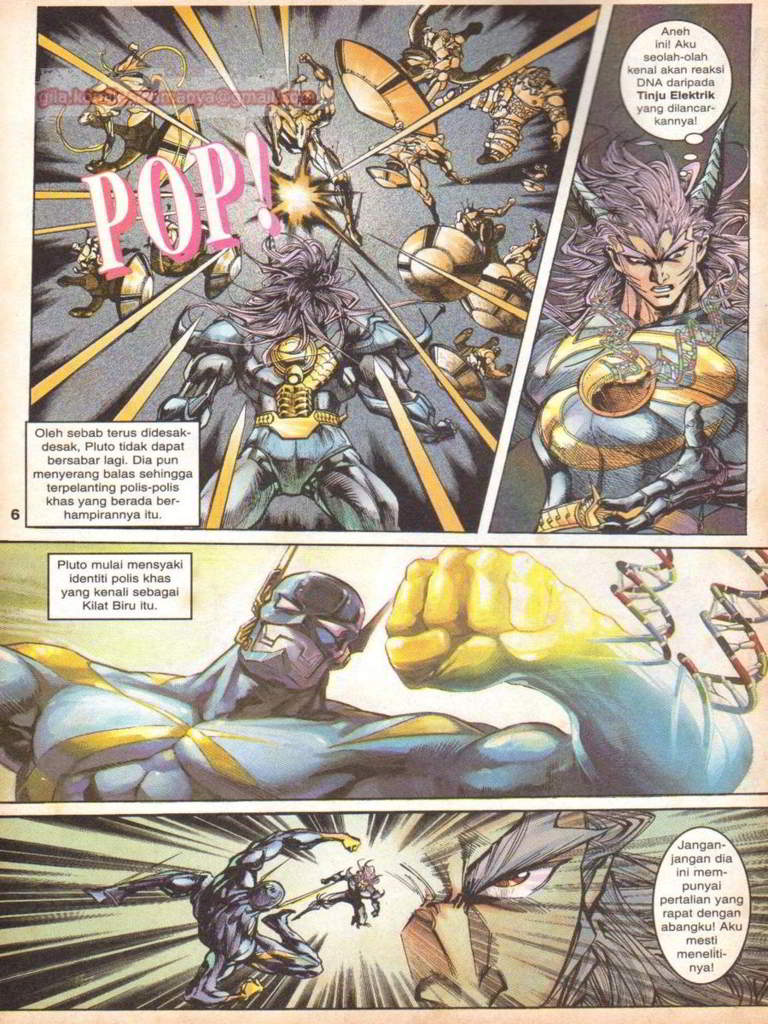 POP!
Oleh sebab terus didesak-
desak, Pluto tidak dapat
bersabar lagi. Dia pun
menyerang balas sehingga
terpelanting polis-polis
khas yang berada ber-
hampirannya itu.
6
Aneh
ini! Aku
seolah-olah
kenal akan reaksi
DNA daripada
Tinju Elektrik
yang dilancar-
kannya!
Pluto mulai mensyaki
identiti polis khas
yang kenali sebagai
Kilat Biru itu.
Jangan-
jangan dia
ini mem-
punyai
pertalian yang
rapat dengan
abangku! Aku
mesti
meneliti-
nya!